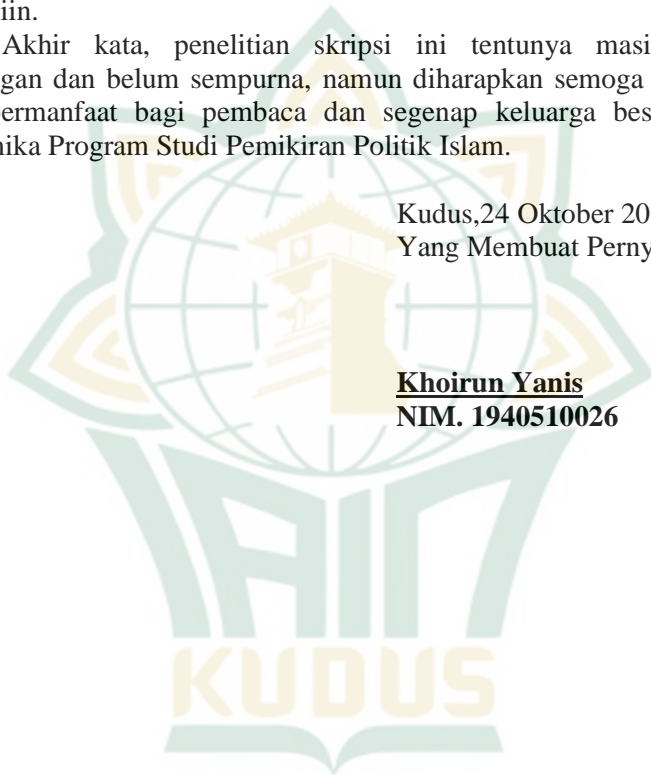 iin.
Akhir kata, penelitian skripsi ini tentunya masi
gan dan belum sempurna, namun diharapkan semoga
ermanfaat bagi pembaca dan segenap keluarga bes
ika Program Studi Pemikiran Politik Islam.
Kudus,24 Oktober 20
Yang Membuat Perny
Khoirun Yanis
NIM. 1940510026
IAIN
KUDUS